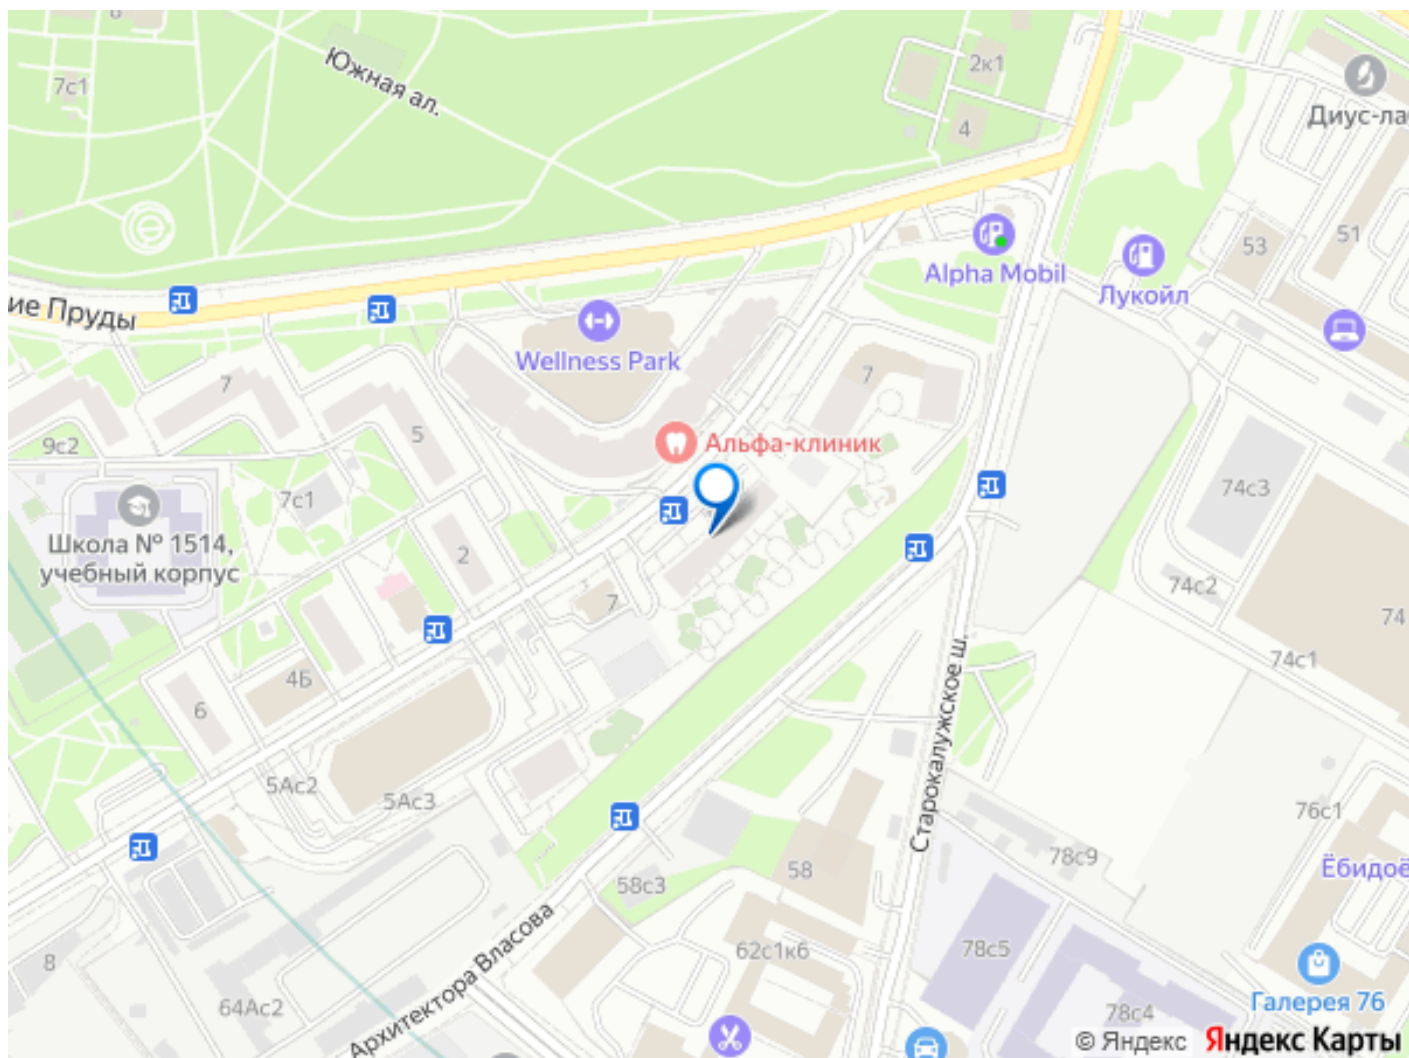 Южная ал.
7с1
2к1
4
Диус-ла
53
51
Alpha Mobil
Лукойл
ие Пруды
Wellness Park
7
7
5
9с2
Альфа-клиник
7с1
74с3
Школа № 1514,
учебный корпус
2
7
74с2
74
74с1
4Б
6
Старокалужское ш.
5Ас2
5Ас3
76с1
78с9
58
58с3
Ёбидоё
Архитектора Власова
62с1к6
78с5
8
64Ас2
78с4
Галерея 76
© Яндекс Яндекс Карты